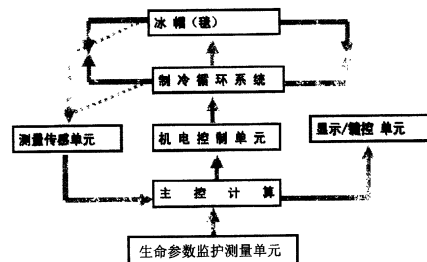 冰 帽（毯）
制 冷 循 环 系 统
测量传感单元
机 电 控 制 单 元
显示/键控 单元
主 控 计 算
生命参数监护测量单元